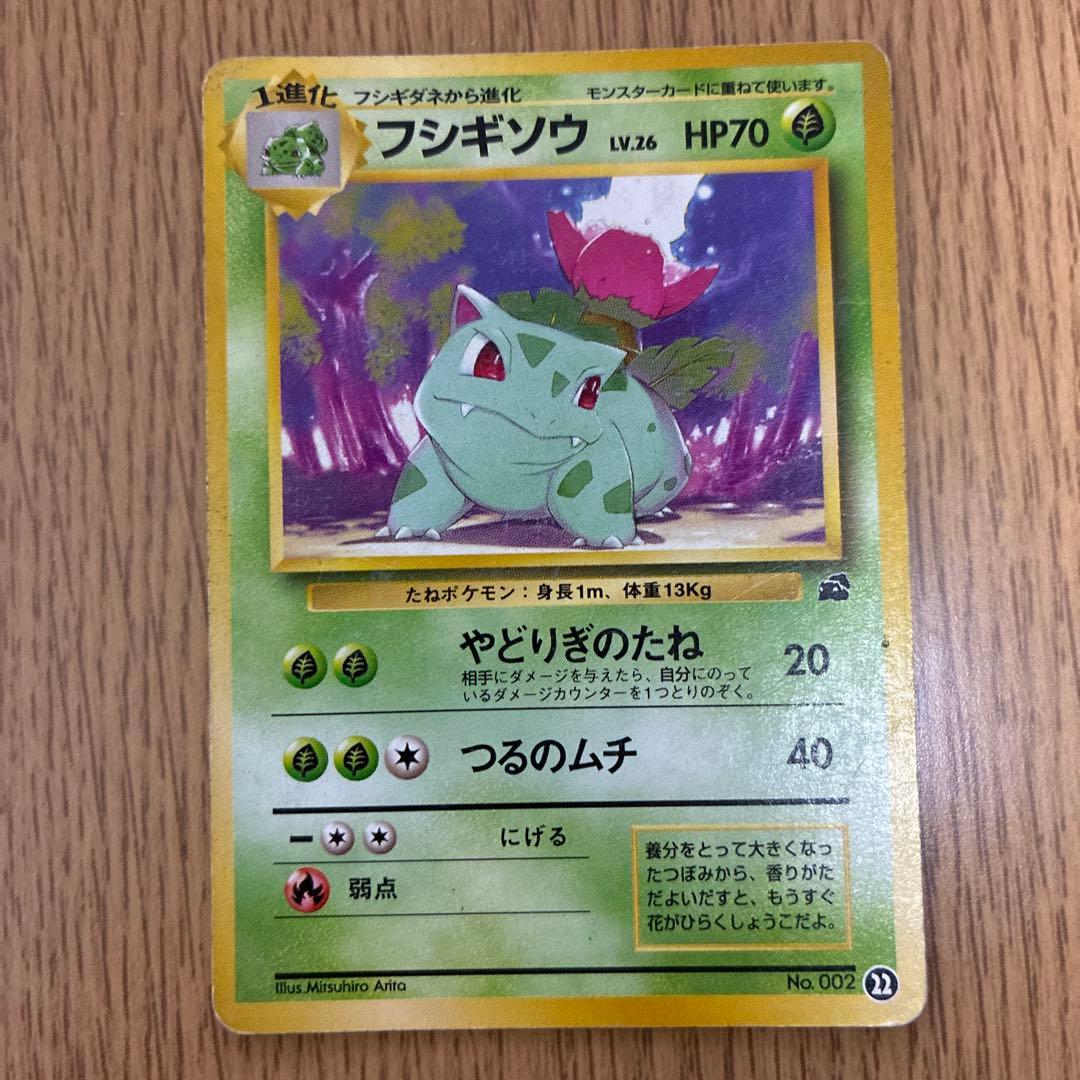 1進化
フシギダネから進化
モンスターカードに重ねて使います。
フシギソウ LV.26 HP70
たねポケモン：身長1m、体重13Kg
やどりぎのたね 20
相手にダメージを与えたら、自分にのって
いるダメージカウンターを1つとりのぞく。
つるのムチ 40
ー にげる
弱点
養分をとって大きくなっ
たつぼみから、香りがた
だよいだすと、もうすぐ
花がひらくしょうこだよ。
Illus.Mitsuhiro Arita
No. 002 22